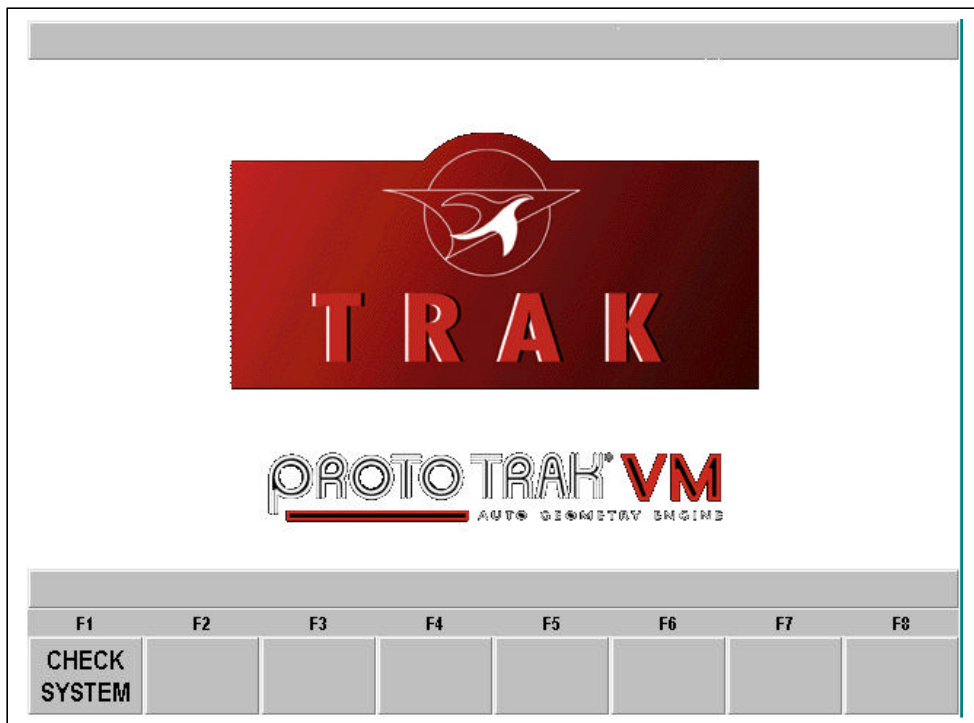 TRAK
PROTO TRAK® VM
AUTO GEOMETRY ENGINE
F1 F2 F3 F4 F5 F6 F7 F8
CHECK
SYSTEM